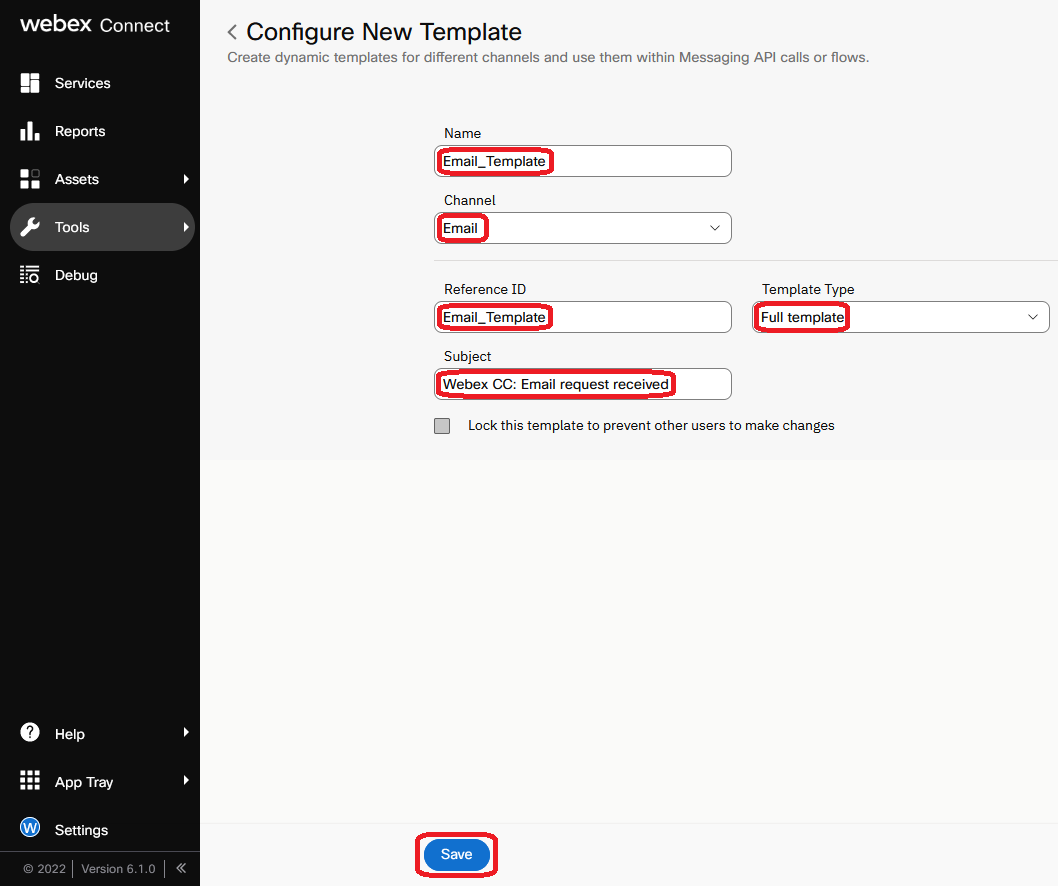 webex Connect
Services
Reports
Assets
Tools
Debug
Help
App Tray
W Settings
© 2022 Version 6.1.0
Configure New Template
Create dynamic templates for different channels and use them within Messaging API calls or flows.
Name
Email_Template
Channel
Email
Reference ID
Template Type
Email_Template
Full template
Subject
Webex CC: Email request received
Lock this template to prevent other users to make changes
Save